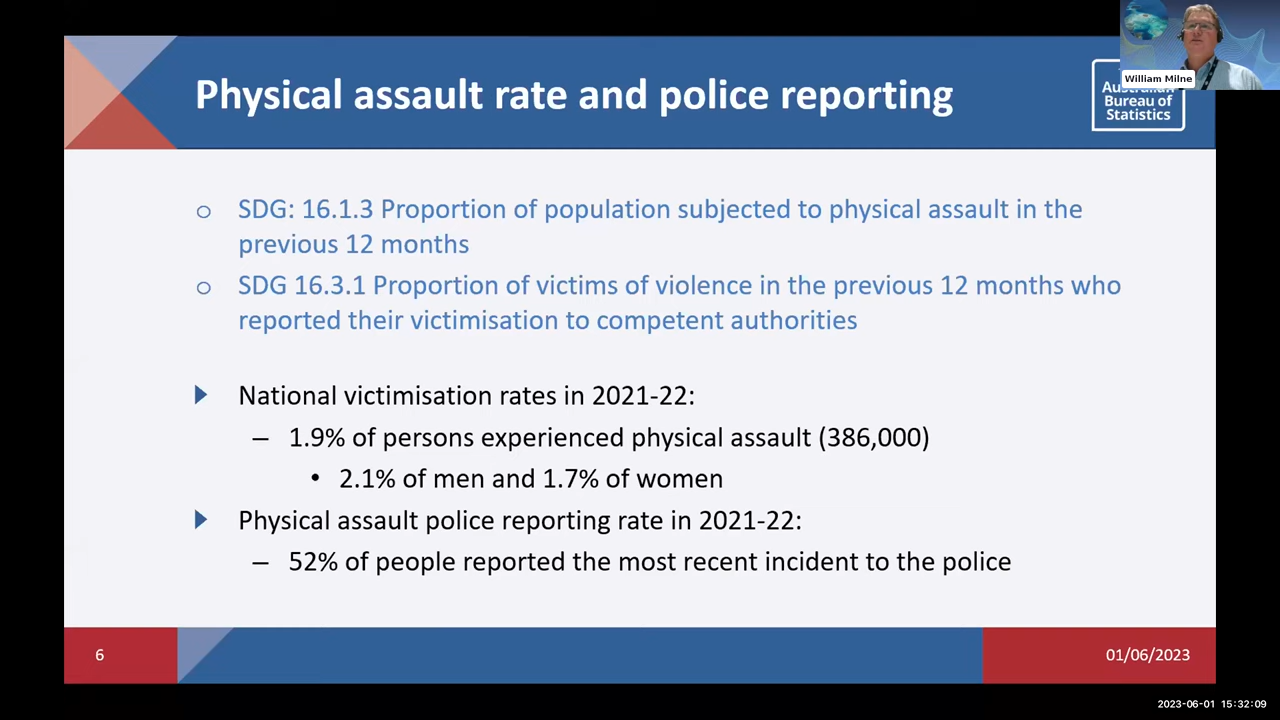 William Milne
Physical assault rate and police reporting
Bureau of
Statistics
○ SDG: 16.1.3 Proportion of population subjected to physical assault in the
previous 12 months
○ SDG 16.3.1 Proportion of victims of violence in the previous 12 months who
reported their victimisation to competent authorities
National victimisation rates in 2021-22:
– 1.9% of persons experienced physical assault (386,000)
• 2.1% of men and 1.7% of women
Physical assault police reporting rate in 2021-22:
– 52% of people reported the most recent incident to the police
6
01/06/2023
2023-06-01 15:32:09